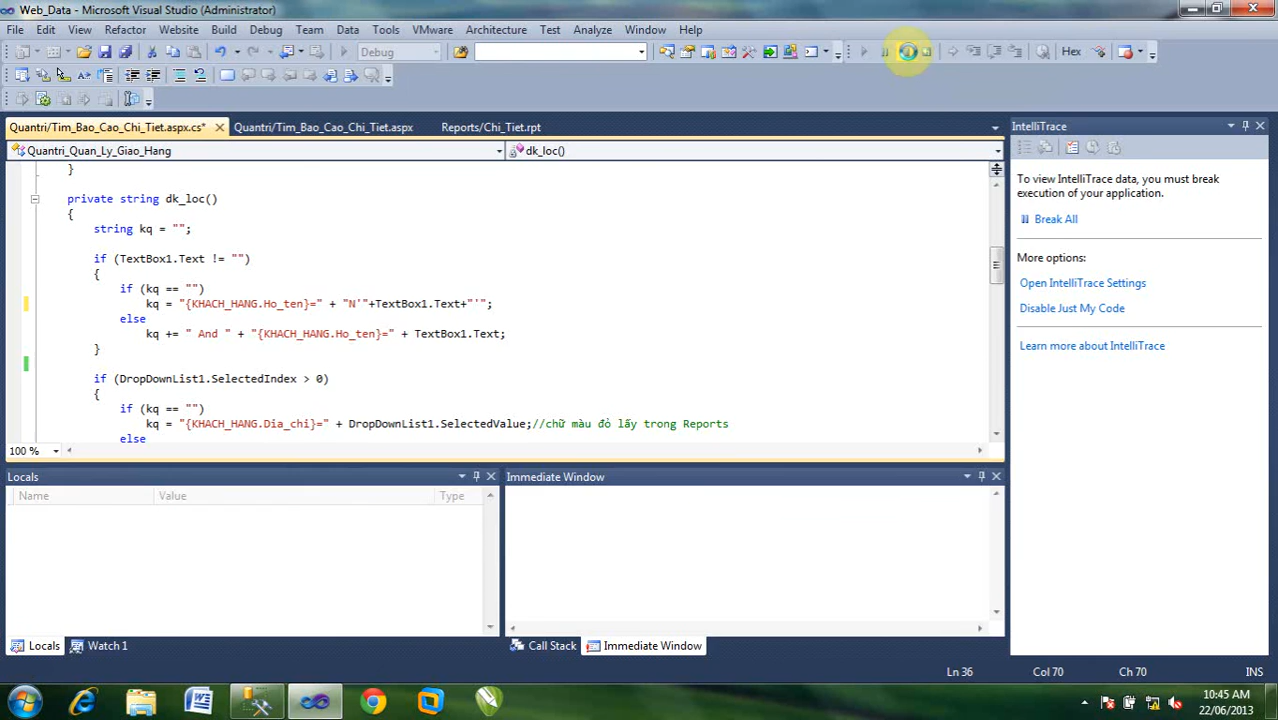 Web_Data - Microsoft Visual Studio (Administrator)
File Edit View Refactor Website Build Debug Team Data Tools VMware Architecture Test Analyze Window Help
Debug Hex
Quantri/Tim_Bao_Cao_Chi_Tiet.aspx.cs* Quantri/Tim_Bao_Cao_Chi_Tiet.aspx Reports/Chi_Tiet.rpt
Quantri_Quan_Ly_Giao_Hang dk_loc()
}
private string dk_loc()
{
string kq = "";
if (TextBox1.Text != "")
{
if (kq == "")
kq = "{KHACH_HANG.Ho_ten}=" + "N'"+TextBox1.Text+"'";
else
kq += " And " + "{KHACH_HANG.Ho_ten}=" + TextBox1.Text;
}
if (DropDownList1.SelectedIndex > 0)
{
if (kq == "")
kq = "{KHACH_HANG.Dia_chi}=" + DropDownList1.SelectedValue;//chữ màu đỏ lấy trong Reports
else
100 %
IntelliTrace
To view IntelliTrace data, you must break
execution of your application.
Break All
More options:
Open IntelliTrace Settings
Disable Just My Code
Learn more about IntelliTrace
Locals
Name Value Type
Locals Watch 1
Immediate Window
Call Stack Immediate Window
Ln 36 Col 70 Ch 70 INS
10:45 AM
22/06/2013